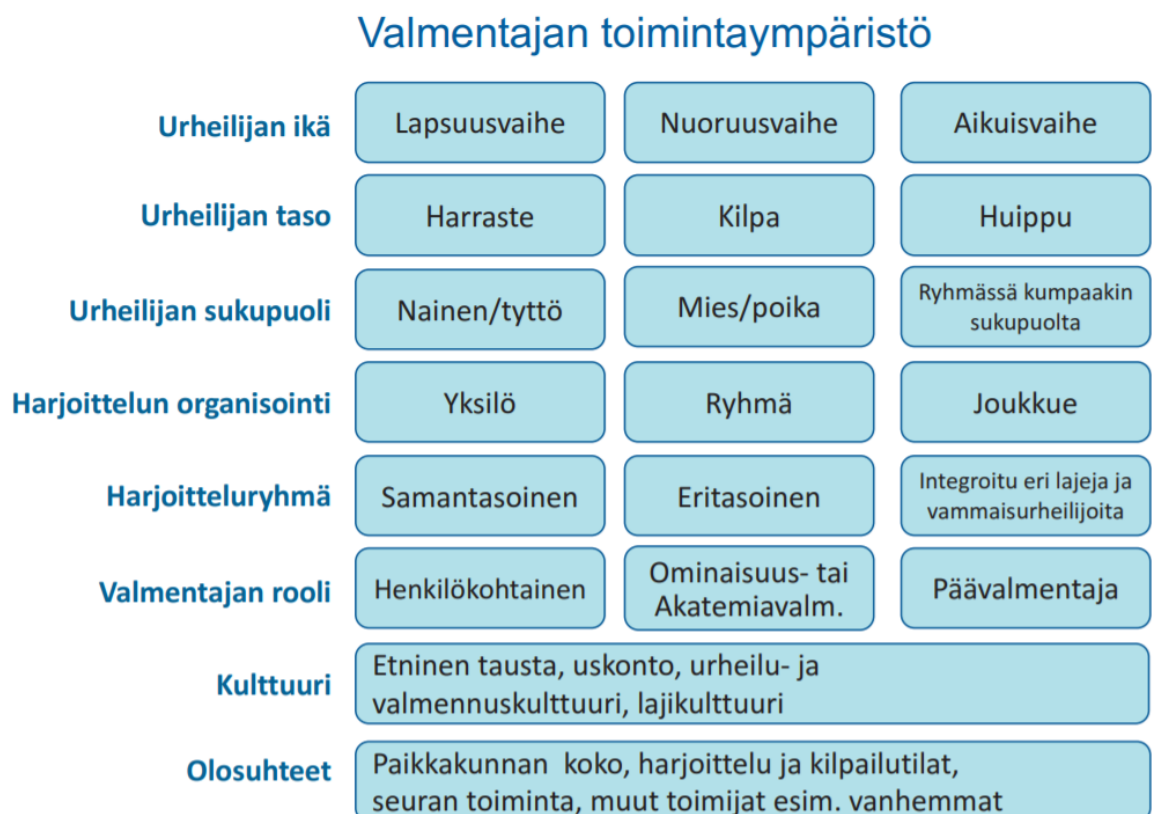 Valmentajan toimintaympäristö
Urheilijan ikä
Lapsuusvaihe
Nuoruusvaihe
Aikuisvaihe
Urheilijan taso
Harraste
Kilpa
Huippu
Urheilijan sukupuoli
Nainen/tyttö
Mies/poika
Ryhmässä kumpaakin
sukupuolta
Harjoittelun organisointi
Yksilö
Ryhmä
Joukkue
Harjoitteluryhmä
Samantasoinen
Eritasoinen
Integroitu eri lajeja ja
vammaisurheilijoita
Valmentajan rooli
Henkilökohtainen
Ominaisuus- tai
Akatemiavalm.
Päävalmentaja
Kulttuuri
Etninen tausta, uskonto, urheilu- ja
valmennuskulttuuri, lajikulttuuri
Olosuhteet
Paikkakunnan koko, harjoittelu ja kilpailutilat,
seuran toiminta, muut toimijat esim. vanhemmat